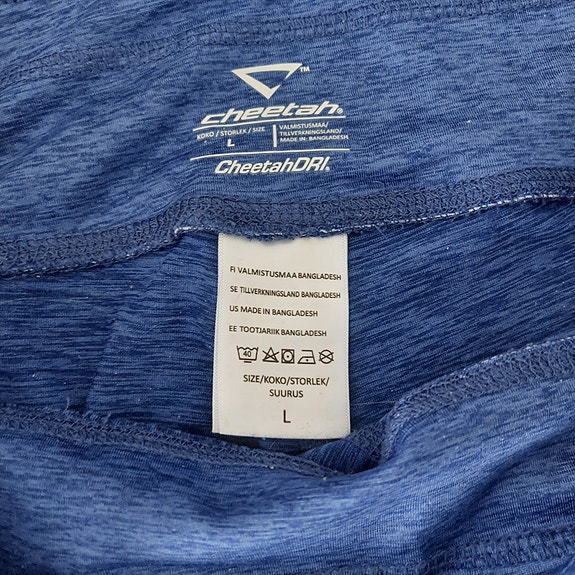 ™
cheetah®
KOKO / STORLEK / SIZE
L
VALMISTUSMAA/
TILLVERKNINGSLAND/
MADE IN: BANGLADESH
CheetahDRI®
FI VALMISTUSMAA BANGLADESH
SE TILLVERKNINGSLAND BANGLADESH
US MADE IN BANGLADESH
EE TOOTJARIIK BANGLADESH
40
SIZE/KOKO/STORLEK/
SUURUS
L